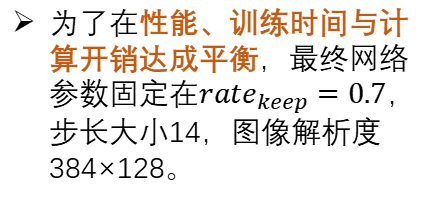 ➢ 为了在性能、训练时间与计
算开销达成平衡，最终网络
参数固定在rate_keep = 0.7，
步长大小14，图像解析度
384×128。